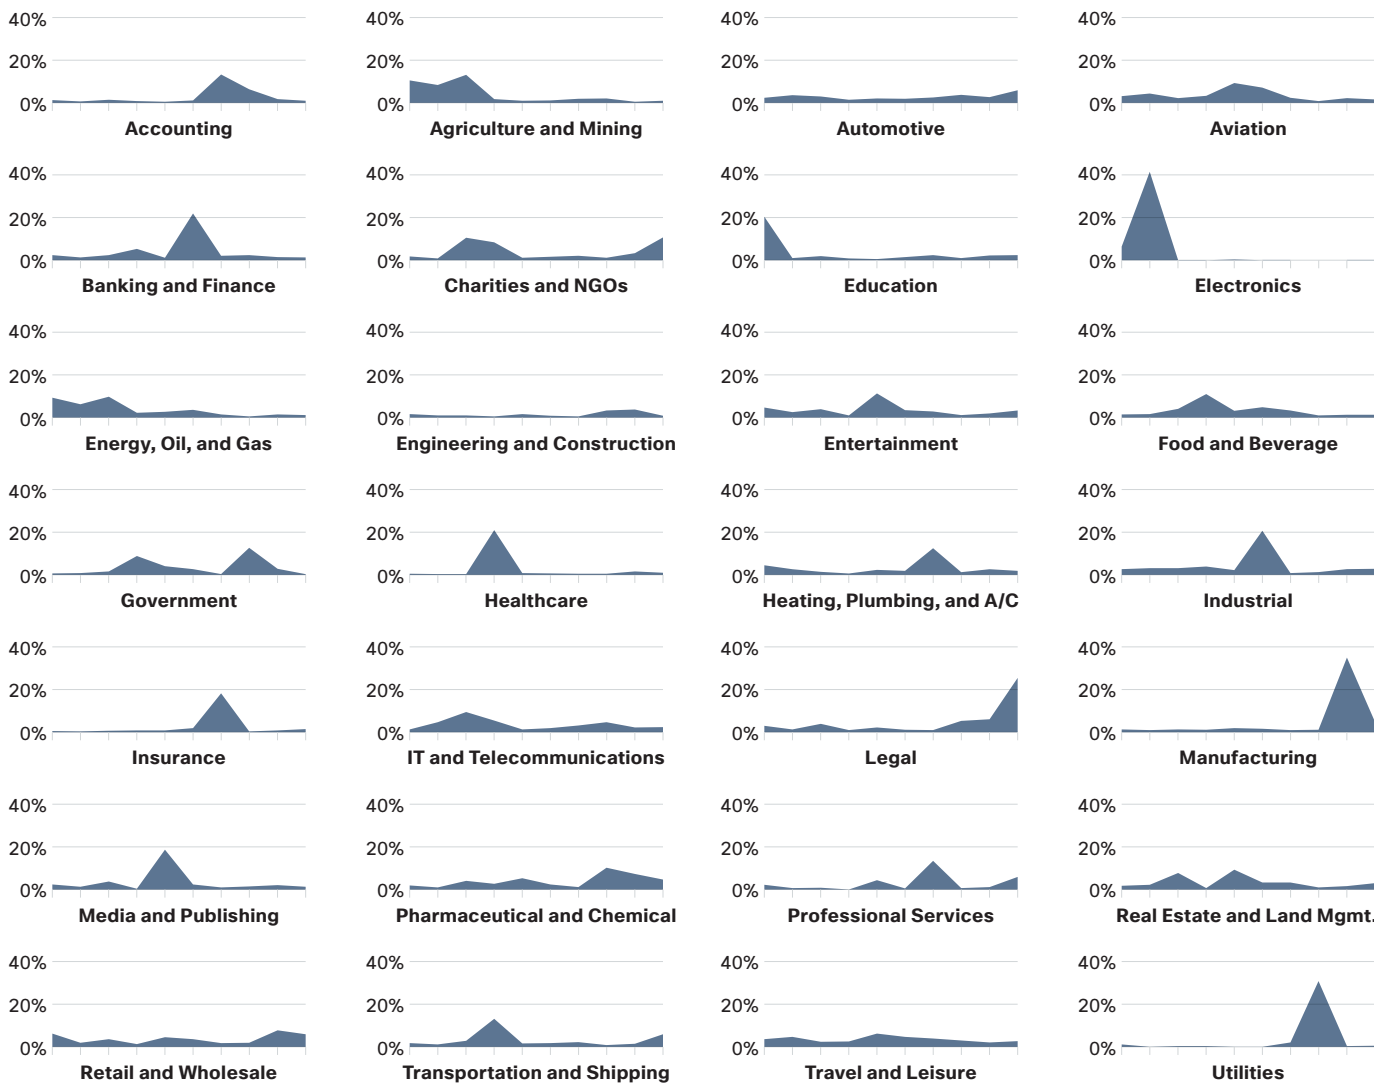 40% 40% 40% 40%
20% 20% 20% 20%
0% 0% 0% 0%
Accounting Agriculture and Mining Automotive Aviation
40% 40% 40% 40%
20% 20% 20% 20%
0% 0% 0% 0%
Banking and Finance Charities and NGOs Education Electronics
40% 40% 40% 40%
20% 20% 20% 20%
0% 0% 0% 0%
Energy, Oil, and Gas Engineering and Construction Entertainment Food and Beverage
40% 40% 40% 40%
20% 20% 20% 20%
0% 0% 0% 0%
Government Healthcare Heating, Plumbing, and A/C Industrial
40% 40% 40% 40%
20% 20% 20% 20%
0% 0% 0% 0%
Insurance IT and Telecommunications Legal Manufacturing
40% 40% 40% 40%
20% 20% 20% 20%
0% 0% 0% 0%
Media and Publishing Pharmaceutical and Chemical Professional Services Real Estate and Land Mgmt.
40% 40% 40% 40%
20% 20% 20% 20%
0% 0% 0% 0%
Retail and Wholesale Transportation and Shipping Travel and Leisure Utilities